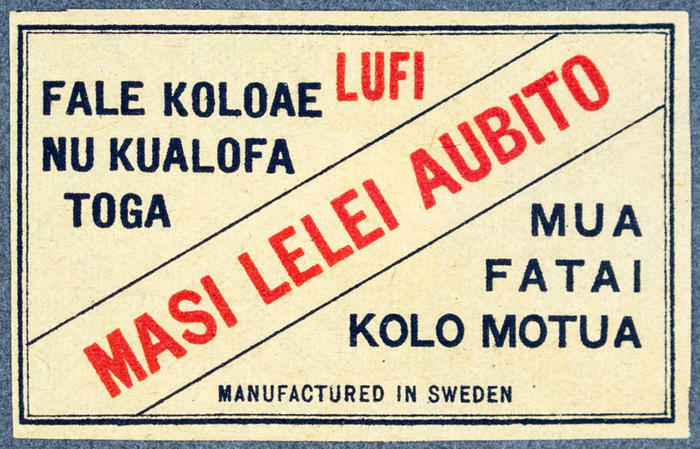 FALE KOLOAE LUFI
NU KUALOFA
TOGA
MASI LELEI AUBITO
MUA
FATAI
KOLO MOTUA
MANUFACTURED IN SWEDEN